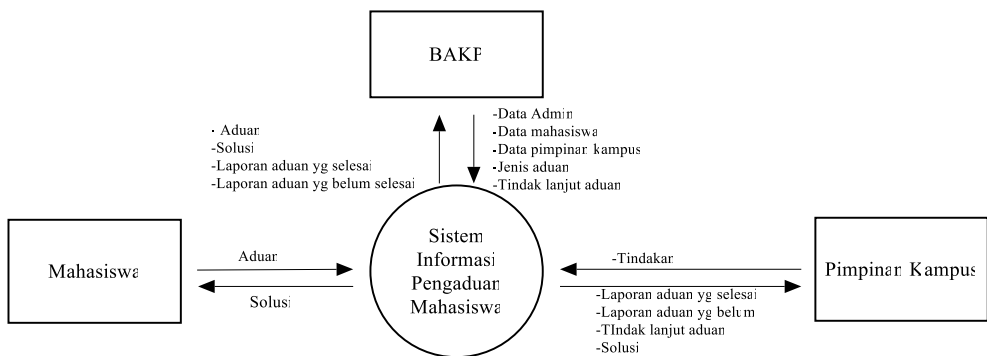 BAKP
- Aduan
-Solusi
-Laporan aduan yg selesai
-Laporan aduan yg belum selesai
-Data Admin
-Data mahasiswa
-Data pimpinan kampus
-Jenis aduan
-Tindak lanjut aduan
Mahasiswa
Aduan
Solusi
Sistem
Informasi
Pengaduan
Mahasiswa
-Tindakan
-Laporan aduan yg selesai
-Laporan aduan yg belum
-TIndak lanjut aduan
-Solusi
Pimpinan Kampus